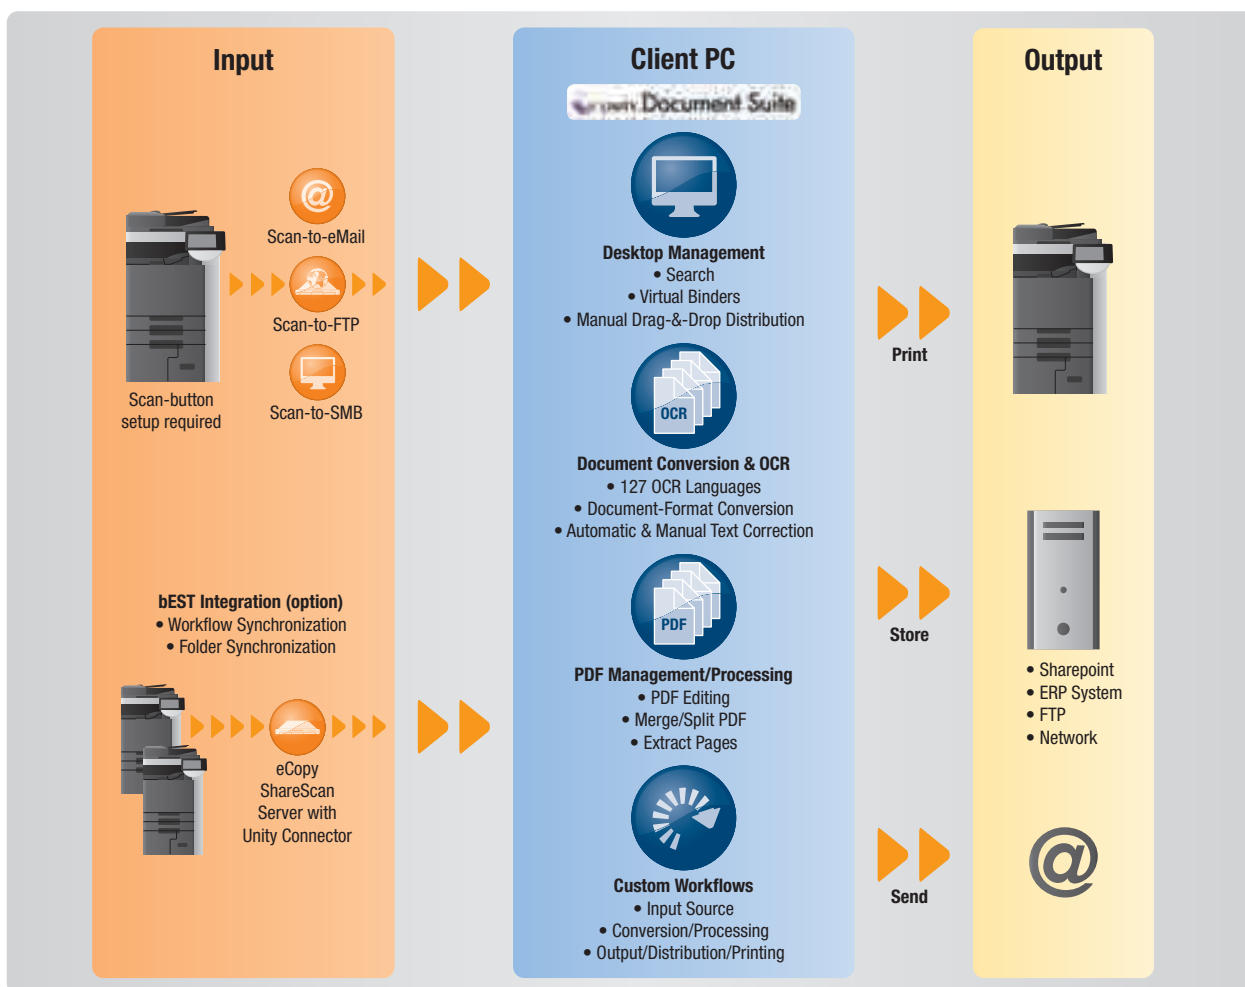 Input
Scan-to-eMail
Scan-to-FTP
Scan-to-SMB
Scan-button
setup required
bEST Integration (option)
• Workflow Synchronization
• Folder Synchronization
eCopy
ShareScan
Server with
Unity Connector
Client PC
Document Suite
Desktop Management
• Search
• Virtual Binders
• Manual Drag-&-Drop Distribution
OCR
Document Conversion & OCR
• 127 OCR Languages
• Document-Format Conversion
• Automatic & Manual Text Correction
PDF
PDF Management/Processing
• PDF Editing
• Merge/Split PDF
• Extract Pages
Custom Workflows
• Input Source
• Conversion/Processing
• Output/Distribution/Printing
Print
Store
Send
Output
• Sharepoint
• ERP System
• FTP
• Network
@
@